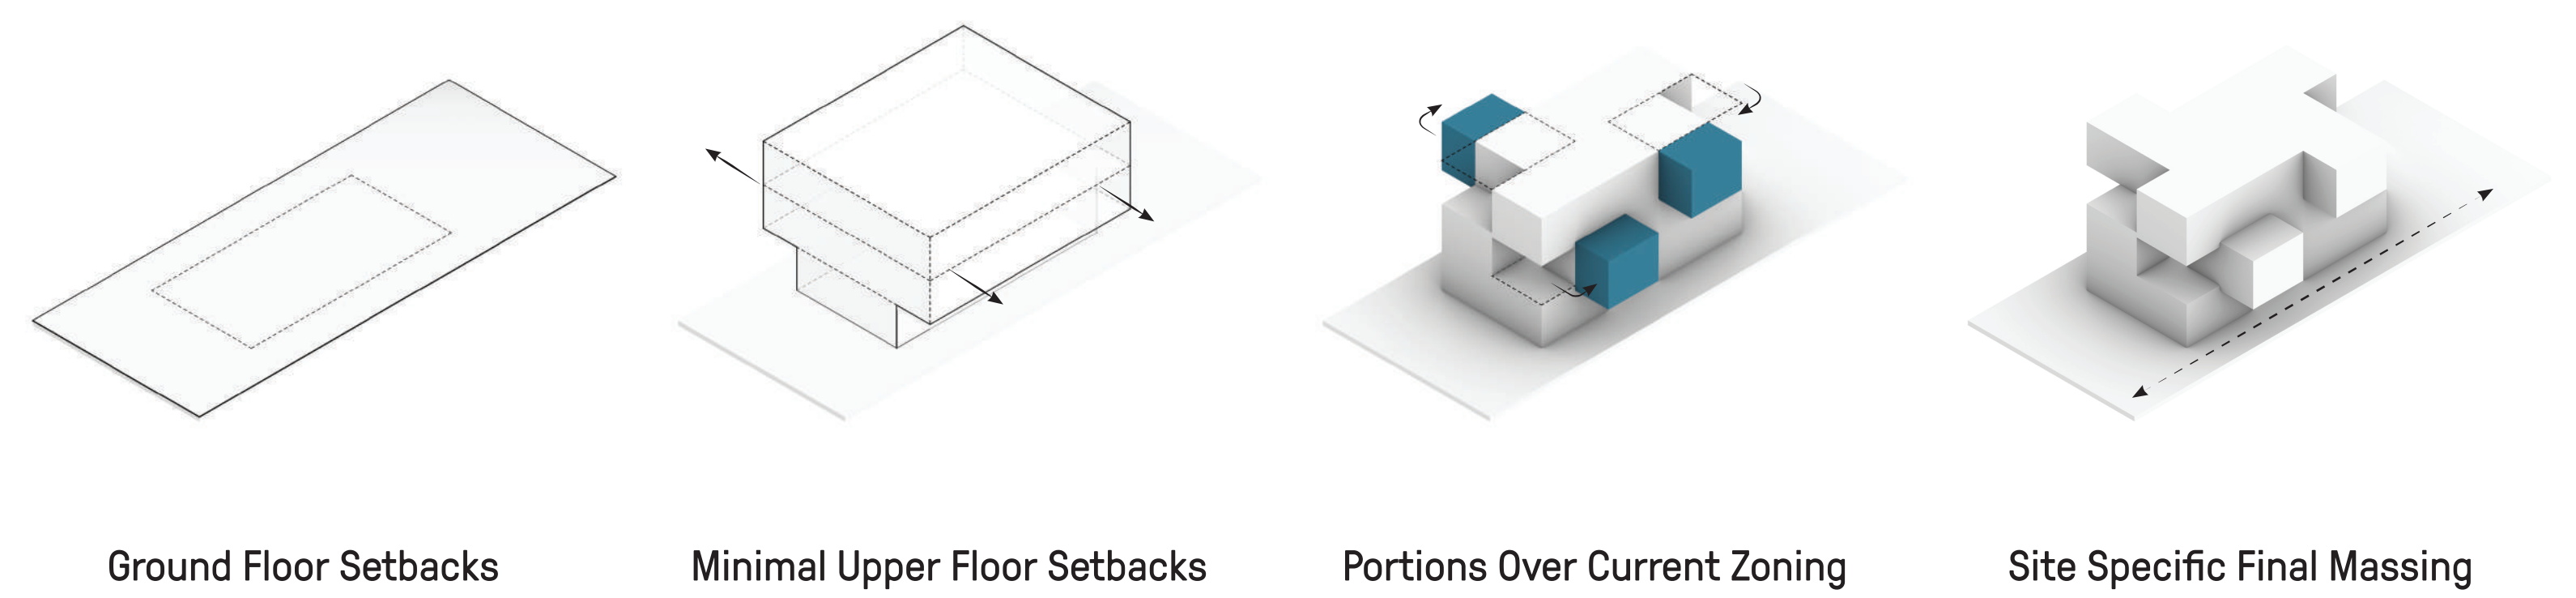 Ground Floor Setbacks
Minimal Upper Floor Setbacks
Portions Over Current Zoning
Site Specific Final Massing